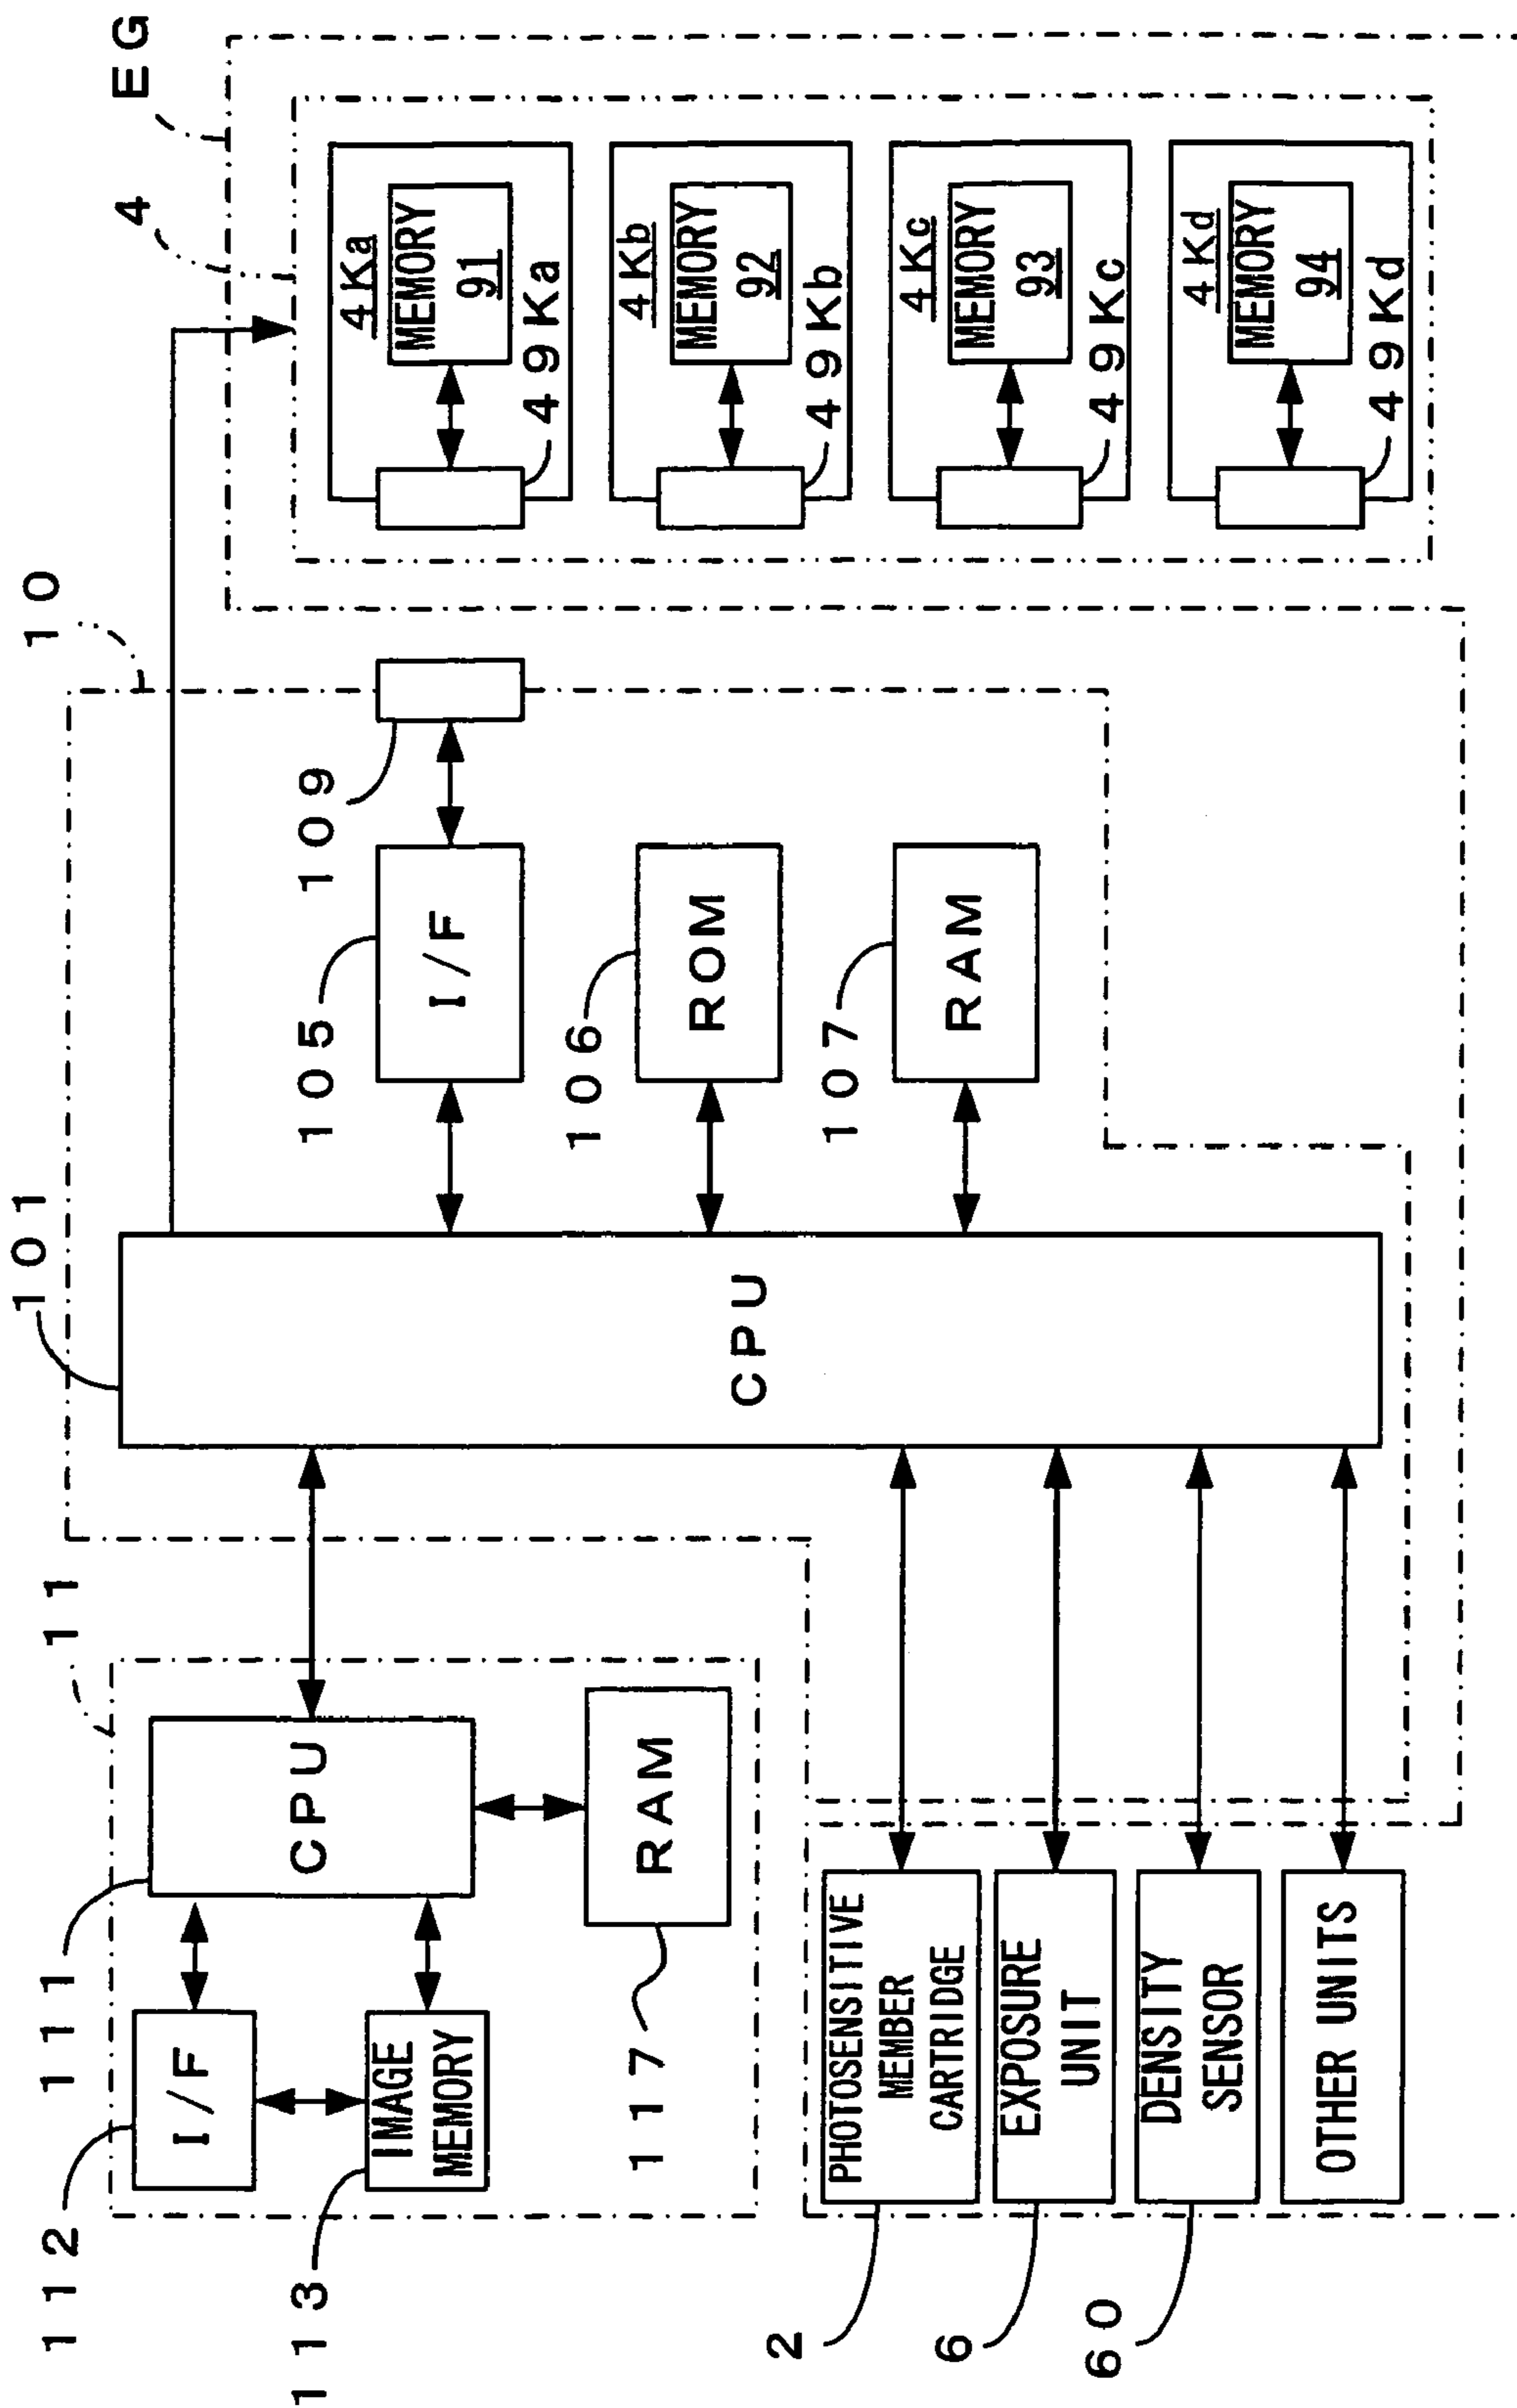 112
I/F
111
CPU
11
113
IMAGE
MEMORY
117
RAM
2
PHOTOSENSITIVE
MEMBER
CARTRIDGE
6
EXPOSURE
UNIT
60
DENSITY
SENSOR
OTHER UNITS
101
CPU
10
105
I/F
109
106
ROM
107
RAM
4
EG
4Ka
MEMORY
91
49Ka
4Kb
MEMORY
92
49Kb
4Kc
MEMORY
93
49Kc
4Kd
MEMORY
94
49Kd